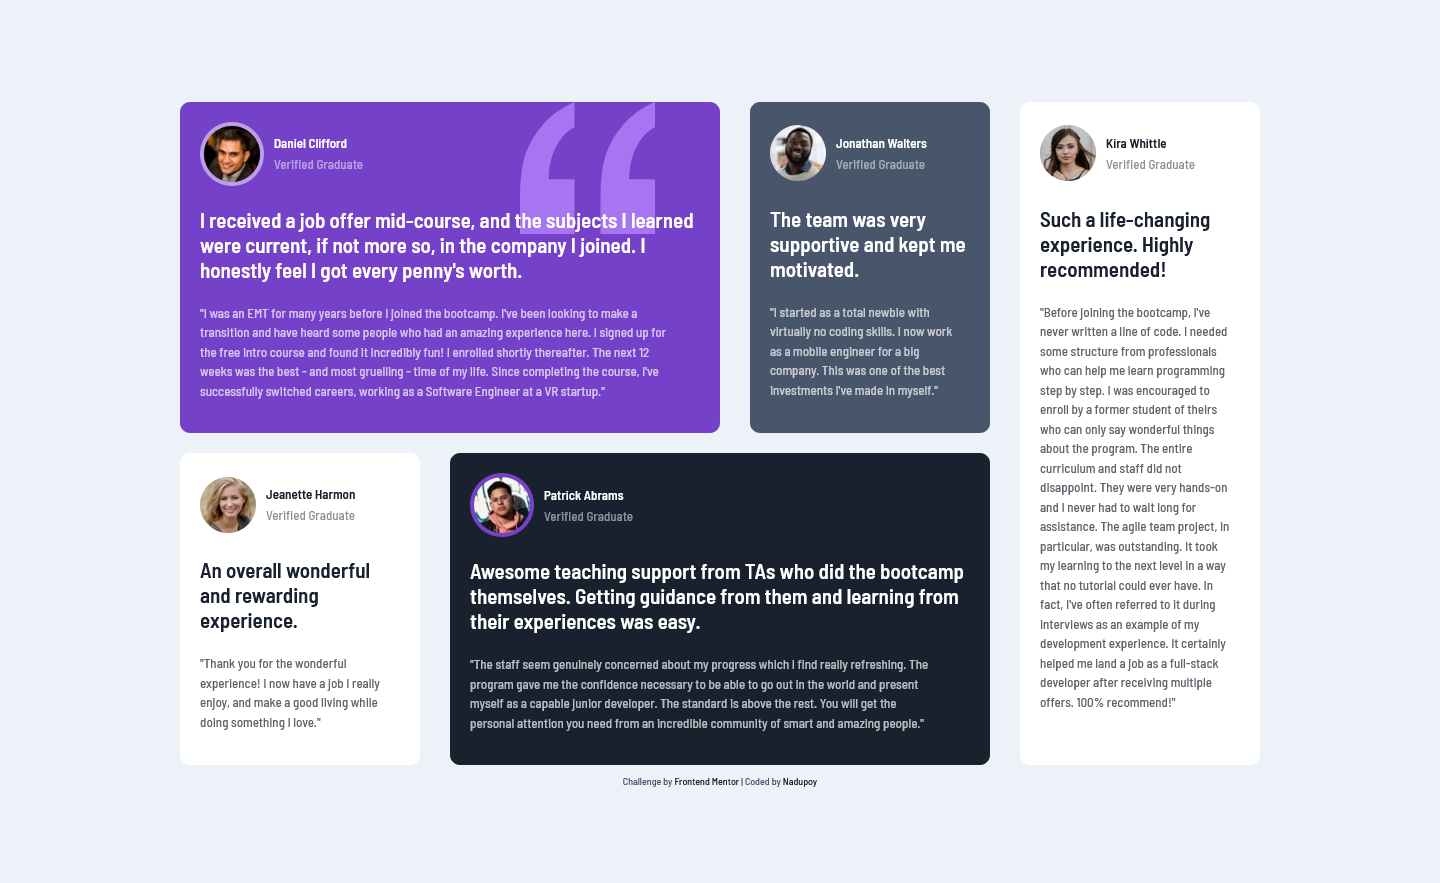 Daniel Clifford
Verified Graduate
I received a job offer mid-course, and the subjects I learned
were current, if not more so, in the company I joined. I
honestly feel I got every penny's worth.
"I was an EMT for many years before I joined the bootcamp. I've been looking to make a
transition and have heard some people who had an amazing experience here. I signed up for
the free intro course and found it incredibly fun! I enrolled shortly thereafter. The next 12
weeks was the best - and most grueling - time of my life. Since completing the course, I've
successfully switched careers, working as a Software Engineer at a VR startup."
Jonathan Walters
Verified Graduate
The team was very
supportive and kept me
motivated.
"I started as a total newbie with
virtually no coding skills. I now work
as a mobile engineer for a big
company. This was one of the best
investments I've made in myself."
Kira Whittle
Verified Graduate
Such a life-changing
experience. Highly
recommended!
"Before joining the bootcamp, I've
never written a line of code. I needed
some structure from professionals
who can help me learn programming
step by step. I was encouraged to
enroll by a former student of theirs
who can only say wonderful things
about the program. The entire
curriculum and staff did not
disappoint. They were very hands-on
and I never had to wait long for
assistance. The agile team project, in
particular, was outstanding. It took
my learning to the next level in a way
that no tutorial could ever have. In
fact, I've often referred to it during
interviews as an example of my
development experience. It certainly
helped me land a job as a full-stack
developer after receiving multiple
offers. 100% recommend!"
Jeanette Harmon
Verified Graduate
An overall wonderful
and rewarding
experience.
"Thank you for the wonderful
experience! I now have a job I really
enjoy, and make a good living while
doing something I love."
Patrick Abrams
Verified Graduate
Awesome teaching support from TAs who did the bootcamp
themselves. Getting guidance from them and learning from
their experiences was easy.
"The staff seem genuinely concerned about my progress which I find really refreshing. The
program gave me the confidence necessary to be able to go out in the world and present
myself as a capable junior developer. The standard is above the rest. You will get the
personal attention you need from an incredible community of smart and amazing people."
Challenge by Frontend Mentor | Coded by Nadupoy